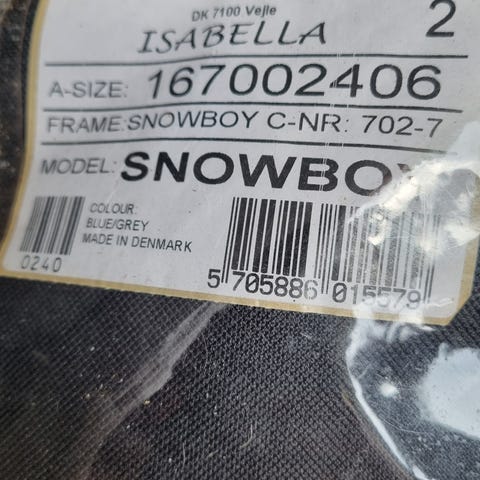 DK 7100 Vejle
ISABELLA 2
A-SIZE: 167002406
FRAME: SNOWBOY C-NR: 702-7
MODEL: SNOWBOY
COLOUR:
BLUE/GREY
MADE IN DENMARK
0240
5 705886 015579